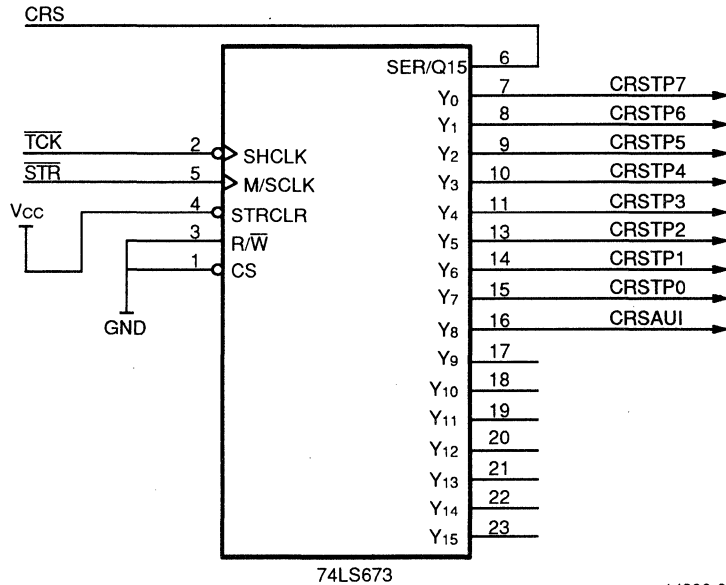 CRS
SER/Q15 6
Y₀ 7 CRSTP7
Y₁ 8 CRSTP6
T̅C̅K̅ 2 SHCLK Y₂ 9 CRSTP5
S̅T̅R̅ 5 M/SCLK Y₃ 10 CRSTP4
Vcc 4 STRCLR Y₄ 11 CRSTP3
3 R/W̅ Y₅ 13 CRSTP2
1 CS Y₆ 14 CRSTP1
GND Y₇ 15 CRSTP0
Y₈ 16 CRSAUI
Y₉ 17
Y₁₀ 18
Y₁₁ 19
Y₁₂ 20
Y₁₃ 21
Y₁₄ 22
Y₁₅ 23
74LS673